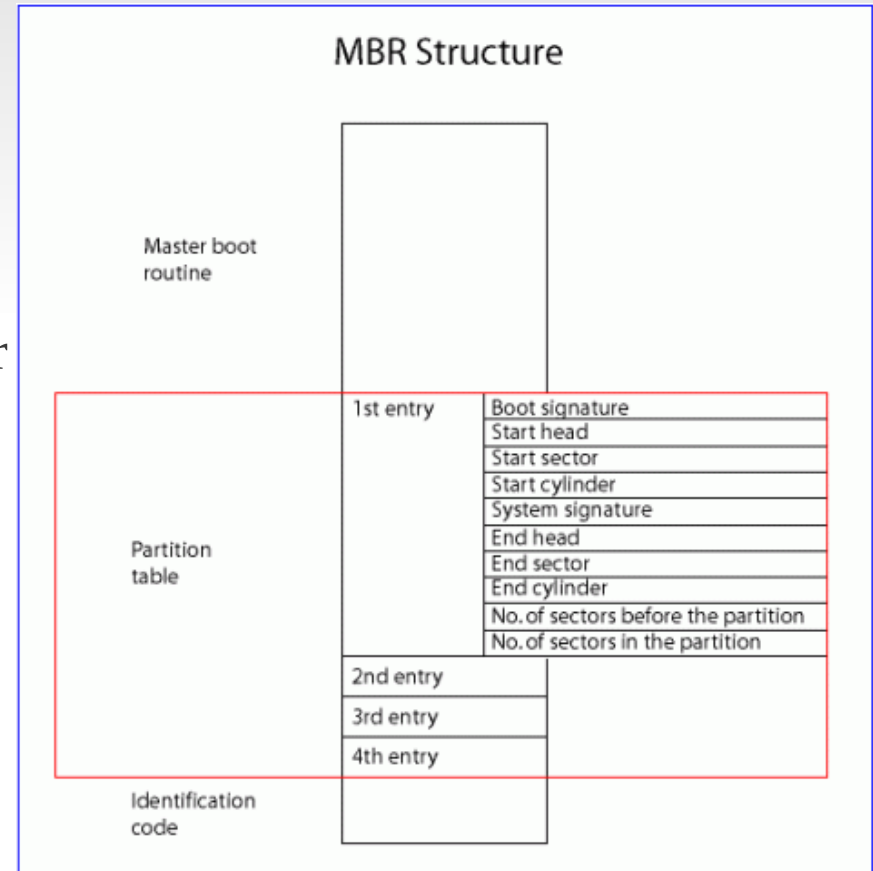 MBR Structure
Master boot
routine
r
1st entry
Boot signature
Start head
Start sector
Start cylinder
System signature
End head
End sector
End cylinder
No. of sectors before the partition
No. of sectors in the partition
Partition
table
2nd entry
3rd entry
4th entry
Identification
code